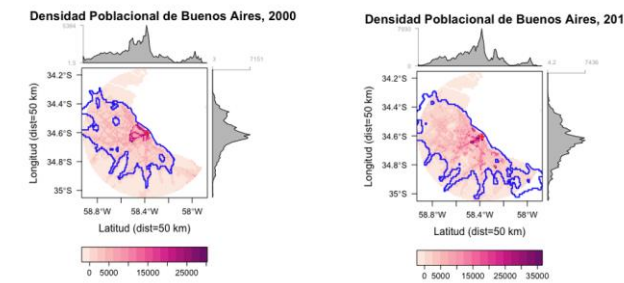 Densidad Poblacional de Buenos Aires, 2000
1.5
3
7151
34.2°S
34.4°S
34.6°S
34.8°S
35°S
Longitud (dist=50 km)
58.8°W 58.4°W 58°W
Latitud (dist=50 km)
0 5000 15000 25000
Densidad Poblacional de Buenos Aires, 201
4.2
7436
34.2°S
34.4°S
34.6°S
34.8°S
35°S
Longitud (dist=50 km)
58.8°W 58.4°W 58°W
Latitud (dist=50 km)
0 5000 15000 25000 35000